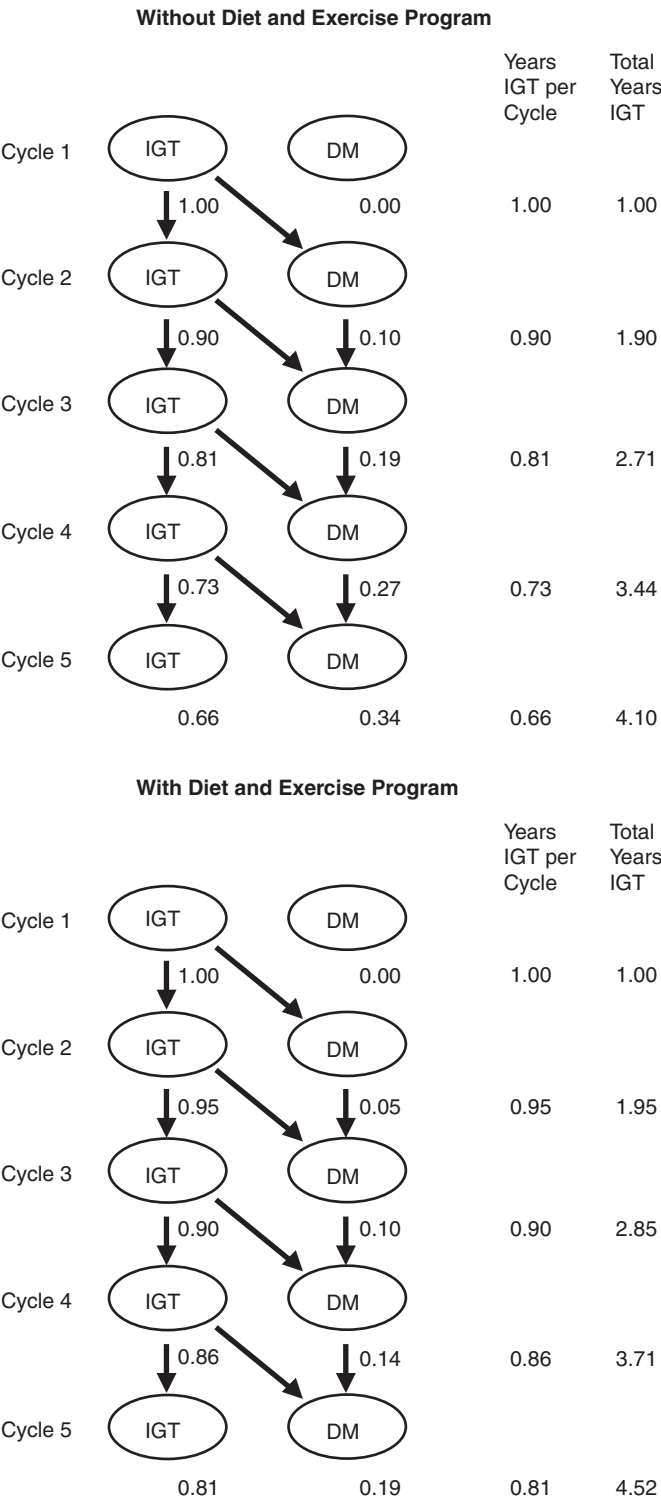 Without Diet and Exercise Program
Years Total
IGT per Years
Cycle IGT
Cycle 1 IGT DM
1.00 0.00 1.00 1.00
Cycle 2 IGT DM
0.90 0.10 0.90 1.90
Cycle 3 IGT DM
0.81 0.19 0.81 2.71
Cycle 4 IGT DM
0.73 0.27 0.73 3.44
Cycle 5 IGT DM
0.66 0.34 0.66 4.10
With Diet and Exercise Program
Years Total
IGT per Years
Cycle IGT
Cycle 1 IGT DM
1.00 0.00 1.00 1.00
Cycle 2 IGT DM
0.95 0.05 0.95 1.95
Cycle 3 IGT DM
0.90 0.10 0.90 2.85
Cycle 4 IGT DM
0.86 0.14 0.86 3.71
Cycle 5 IGT DM
0.81 0.19 0.81 4.52